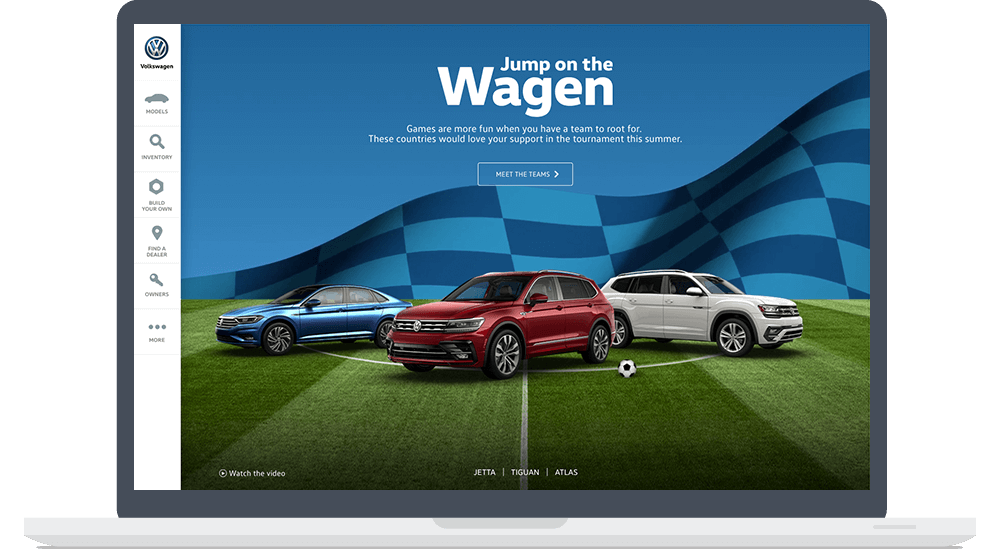 Volkswagen
MODELS
INVENTORY
BUILD
YOUR OWN
FIND A
DEALER
OWNERS
MORE
Jump on the
Wagen
Games are more fun when you have a team to root for.
These countries would love your support in the tournament this summer.
MEET THE TEAMS
Watch the video
JETTA | TIGUAN | ATLAS